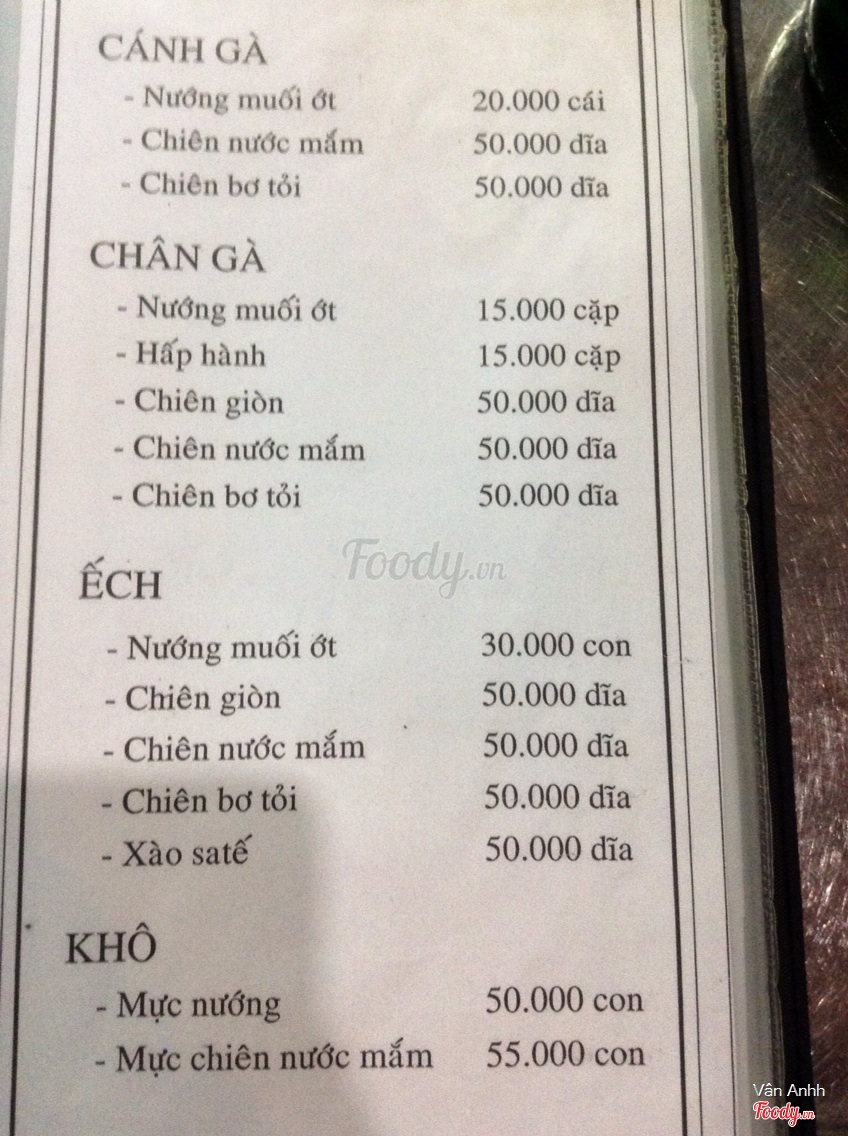 CÁNH GÀ
- Nướng muối ớt 20.000 cái
- Chiên nước mắm 50.000 dĩa
- Chiên bơ tỏi 50.000 dĩa
CHÂN GÀ
- Nướng muối ớt 15.000 cặp
- Hấp hành 15.000 cặp
- Chiên giòn 50.000 dĩa
- Chiên nước mắm 50.000 dĩa
- Chiên bơ tỏi 50.000 dĩa
Foody.vn
ẾCH
- Nướng muối ớt 30.000 con
- Chiên giòn 50.000 dĩa
- Chiên nước mắm 50.000 dĩa
- Chiên bơ tỏi 50.000 dĩa
- Xào satế 50.000 dĩa
KHÔ
- Mực nướng 50.000 con
- Mực chiên nước mắm 55.000 con
Vân Anhh
Foody.vn